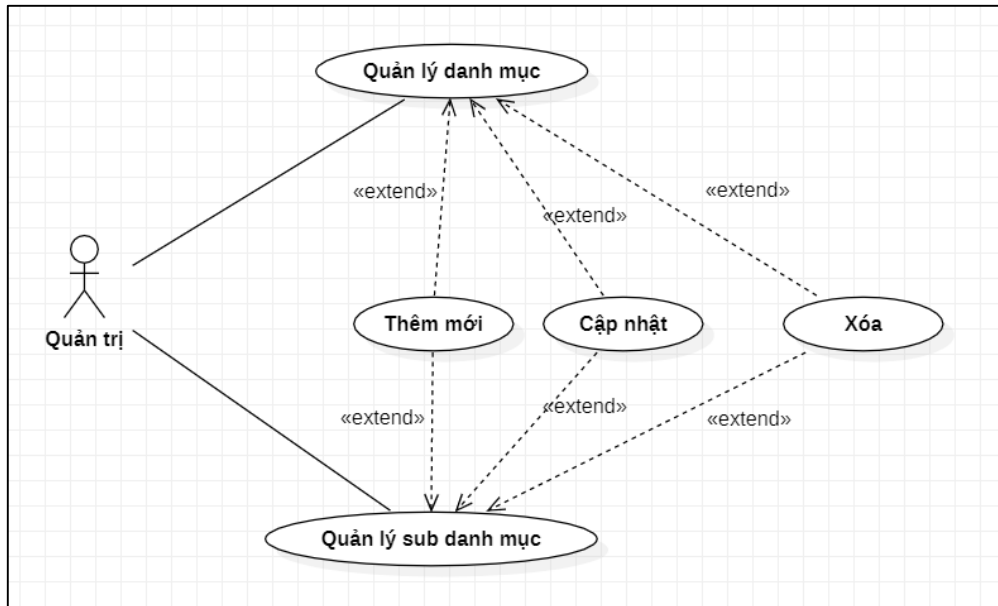 Quản lý danh mục
«extend»
«extend»
«extend»
Quản trị
Thêm mới
Cập nhật
Xóa
«extend»
«extend»
«extend»
Quản lý sub danh mục